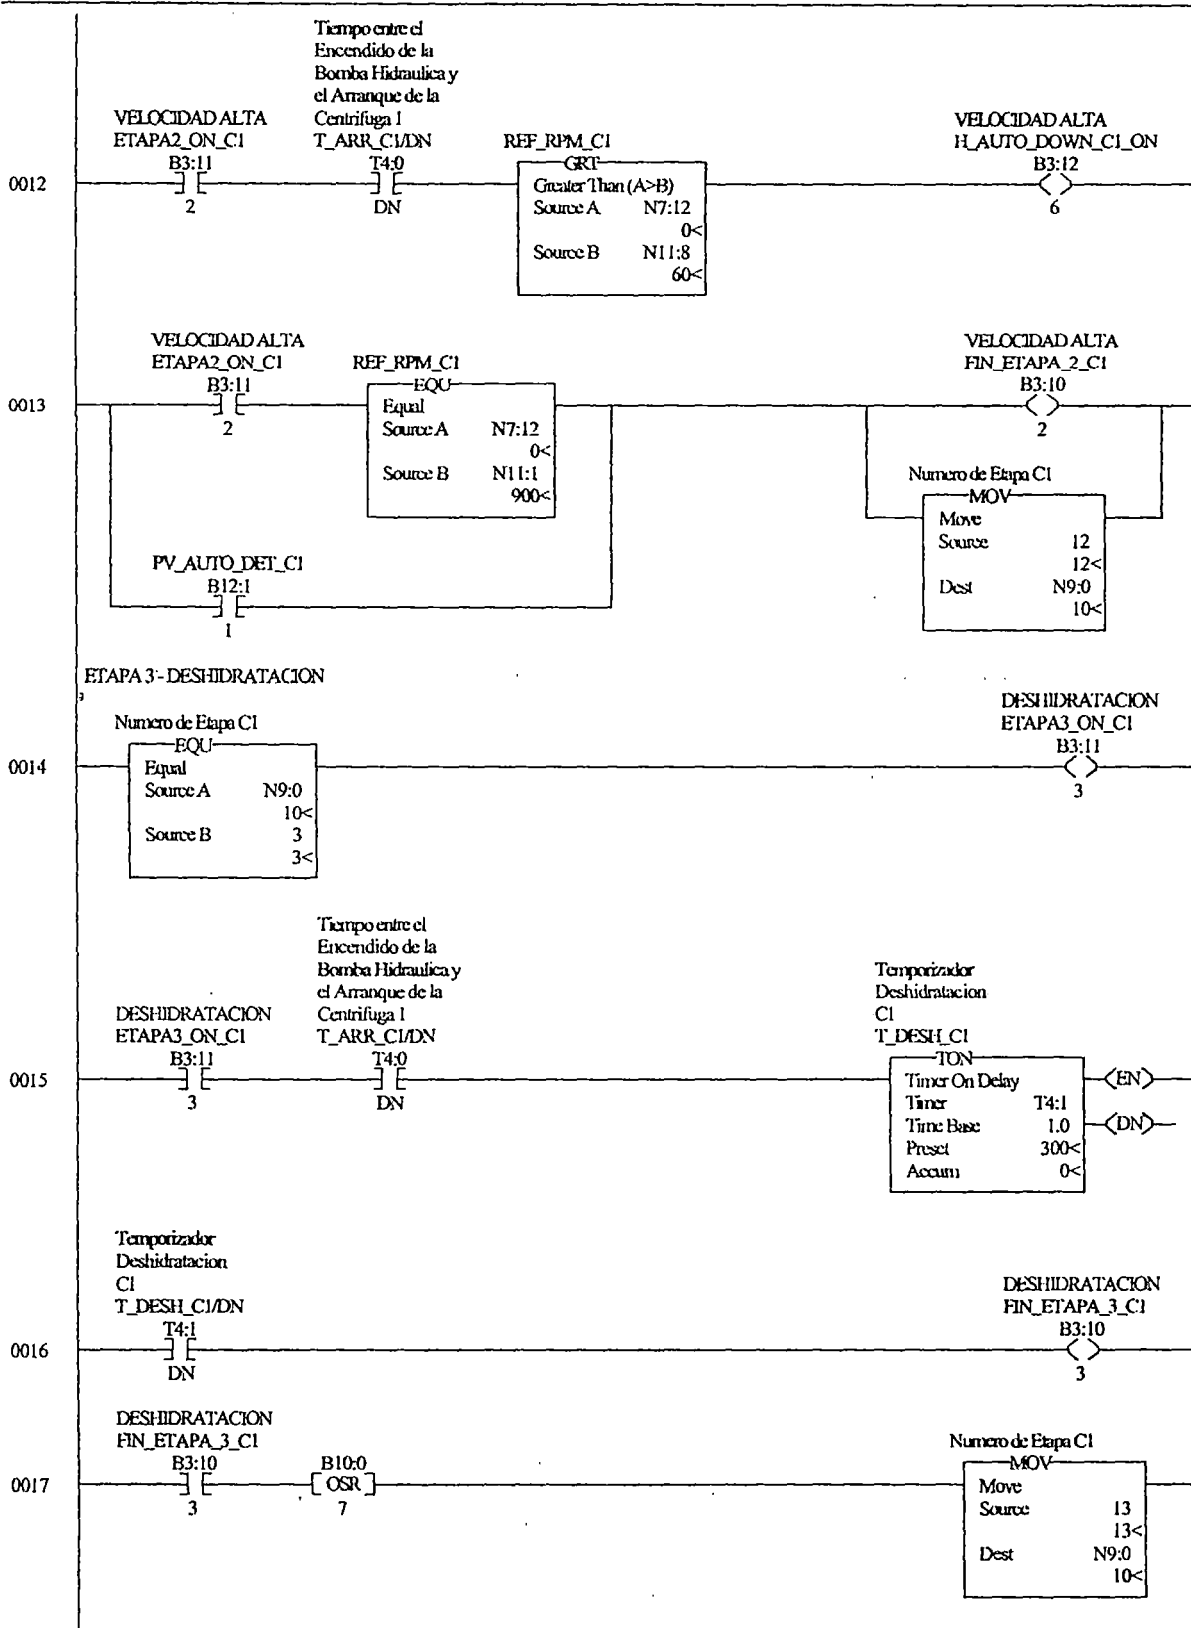 Tiempo entre el
Encendido de la
Bomba Hidraulica y
el Arranque de la
Centrifuga 1
VELOCIDAD ALTA
ETAPA2_ON_C1
T_ARR_C1/DN
REF_RPM_C1
VELOCIDAD ALTA
H_AUTO_DOWN_C1_ON
B3:11
T4:0
GRT
B3:12
0012
Greater Than (A>B)
2
DN
Source A N7:12
0<
6
Source B N11:8
60<
VELOCIDAD ALTA
ETAPA2_ON_C1
REF_RPM_C1
VELOCIDAD ALTA
FIN_ETAPA_2_C1
B3:11
EQU
B3:10
0013
Equal
2
Source A N7:12
0<
2
Source B N11:1
900<
Numero de Etapa C1
MOV
Move
Source 12
12<
Dest N9:0
10<
PV_AUTO_DET_C1
B12:1
1
ETAPA 3 - DESHIDRATACION
Numero de Etapa C1
DESHIDRATACION
ETAPA3_ON_C1
EQU
B3:11
0014
Equal
Source A N9:0
10<
3
Source B 3
3<
Tiempo entre el
Encendido de la
Bomba Hidraulica y
el Arranque de la
Centrifuga 1
DESHIDRATACION
ETAPA3_ON_C1
T_ARR_C1/DN
Temporizador
Deshidratacion
C1
T_DESH_C1
B3:11
T4:0
TON
0015
Timer On Delay
EN
3
DN
Timer T4:1
Time Base 1.0
DN
Preset 300<
Accum 0<
Temporizador
Deshidratacion
C1
T_DESH_C1/DN
DESHIDRATACION
FIN_ETAPA_3_C1
T4:1
B3:10
0016
DN
3
DESHIDRATACION
FIN_ETAPA_3_C1
Numero de Etapa C1
B3:10
B10:0
MOV
0017
OSR
Move
3
7
Source 13
13<
Dest N9:0
10<